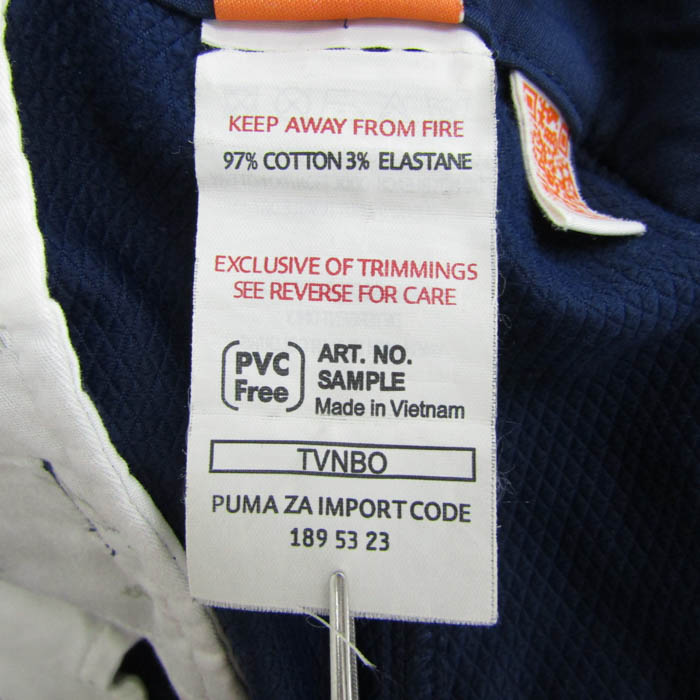 KEEP AWAY FROM FIRE
97% COTTON 3% ELASTANE
EXCLUSIVE OF TRIMMINGS
SEE REVERSE FOR CARE
PVC
Free
ART. NO.
SAMPLE
Made in Vietnam
TVNBO
PUMA ZA IMPORT CODE
189 53 23